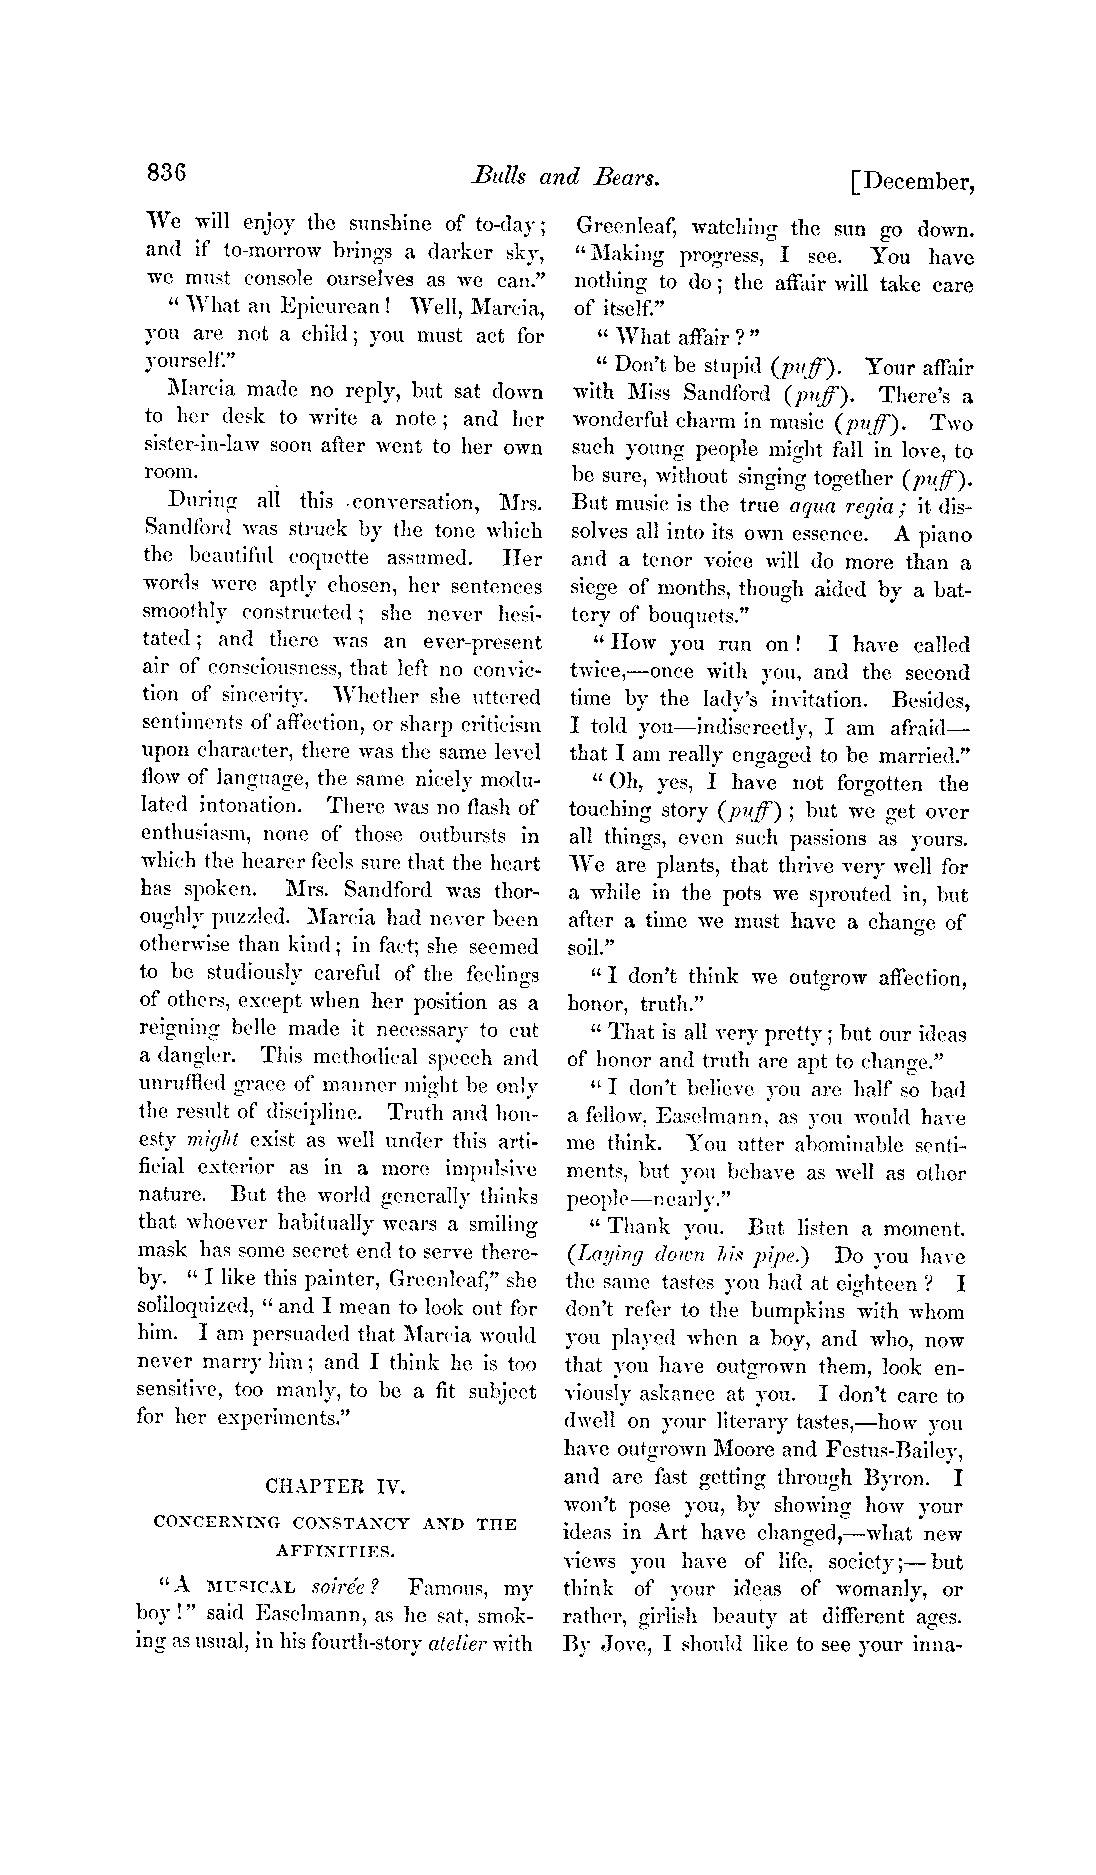 836 Bulls and Bears. [December,
We will enjoy the sunshine of to-day;
and if to-morrow brings a darker sky,
we must console ourselves as we can.”
“ What an Epicurean! Well, Marcia,
you are not a child; you must act for
yourself.”
Marcia made no reply, but sat down
to her desk to write a note; and her
sister-in-law soon after went to her own
room.
During all this conversation, Mrs.
Sandford was struck by the tone which
the beautiful coquette assumed. Her
words were aptly chosen, her sentences
smoothly constructed; she never hesi-
tated; and there was an ever-present
air of consciousness, that left no convic-
tion of sincerity. Whether she uttered
sentiments of affection, or sharp criticism
upon character, there was the same level
flow of language, the same nicely modu-
lated intonation. There was no flash of
enthusiasm, none of those outbursts in
which the hearer feels sure that the heart
has spoken. Mrs. Sandford was thor-
oughly puzzled. Marcia had never been
otherwise than kind; in fact; she seemed
to be studiously careful of the feelings
of others, except when her position as a
reigning belle made it necessary to cut
a dangler. This methodical speech and
unruffled grace of manner might be only
the result of discipline. Truth and hon-
esty might exist as well under this arti-
ficial exterior as in a more impulsive
nature. But the world generally thinks
that whoever habitually wears a smiling
mask has some secret end to serve there-
by. “ I like this painter, Greenleaf,” she
soliloquized, “ and I mean to look out for
him. I am persuaded that Marcia would
never marry him; and I think he is too
sensitive, too manly, to be a fit subject
for her experiments.”
CHAPTER IV.
CONCERNING CONSTANCY AND THE
AFFINITIES.
“A MUSICAL soirée? Famous, my
boy!” said Easelmann, as he sat, smok-
ing as usual, in his fourth-story atelier with
Greenleaf, watching the sun go down.
“Making progress, I see. You have
nothing to do; the affair will take care
of itself.”
“ What affair?”
“ Don’t be stupid (puff). Your affair
with Miss Sandford (puff). There’s a
wonderful charm in music (puff). Two
such young people might fall in love, to
be sure, without singing together (puff).
But music is the true aqua regia; it dis-
solves all into its own essence. A piano
and a tenor voice will do more than a
siege of months, though aided by a bat-
tery of bouquets.”
“ How you run on! I have called
twice,—once with you, and the second
time by the lady’s invitation. Besides,
I told you—indiscreetly, I am afraid—
that I am really engaged to be married.”
“ Oh, yes, I have not forgotten the
touching story (puff); but we get over
all things, even such passions as yours.
We are plants, that thrive very well for
a while in the pots we sprouted in, but
after a time we must have a change of
soil.”
“ I don’t think we outgrow affection,
honor, truth.”
“ That is all very pretty; but our ideas
of honor and truth are apt to change.”
“ I don’t believe you are half so bad
a fellow, Easelmann, as you would have
me think. You utter abominable senti-
ments, but you behave as well as other
people—nearly.”
“ Thank you. But listen a moment.
(Laying down his pipe.) Do you have
the same tastes you had at eighteen? I
don’t refer to the bumpkins with whom
you played when a boy, and who, now
that you have outgrown them, look en-
viously askance at you. I don’t care to
dwell on your literary tastes,—how you
have outgrown Moore and Festus-Bailey,
and are fast getting through Byron. I
won’t pose you, by showing how your
ideas in Art have changed,—what new
views you have of life, society;—but
think of your ideas of womanly, or
rather, girlish beauty at different ages.
By Jove, I should like to see your inna-